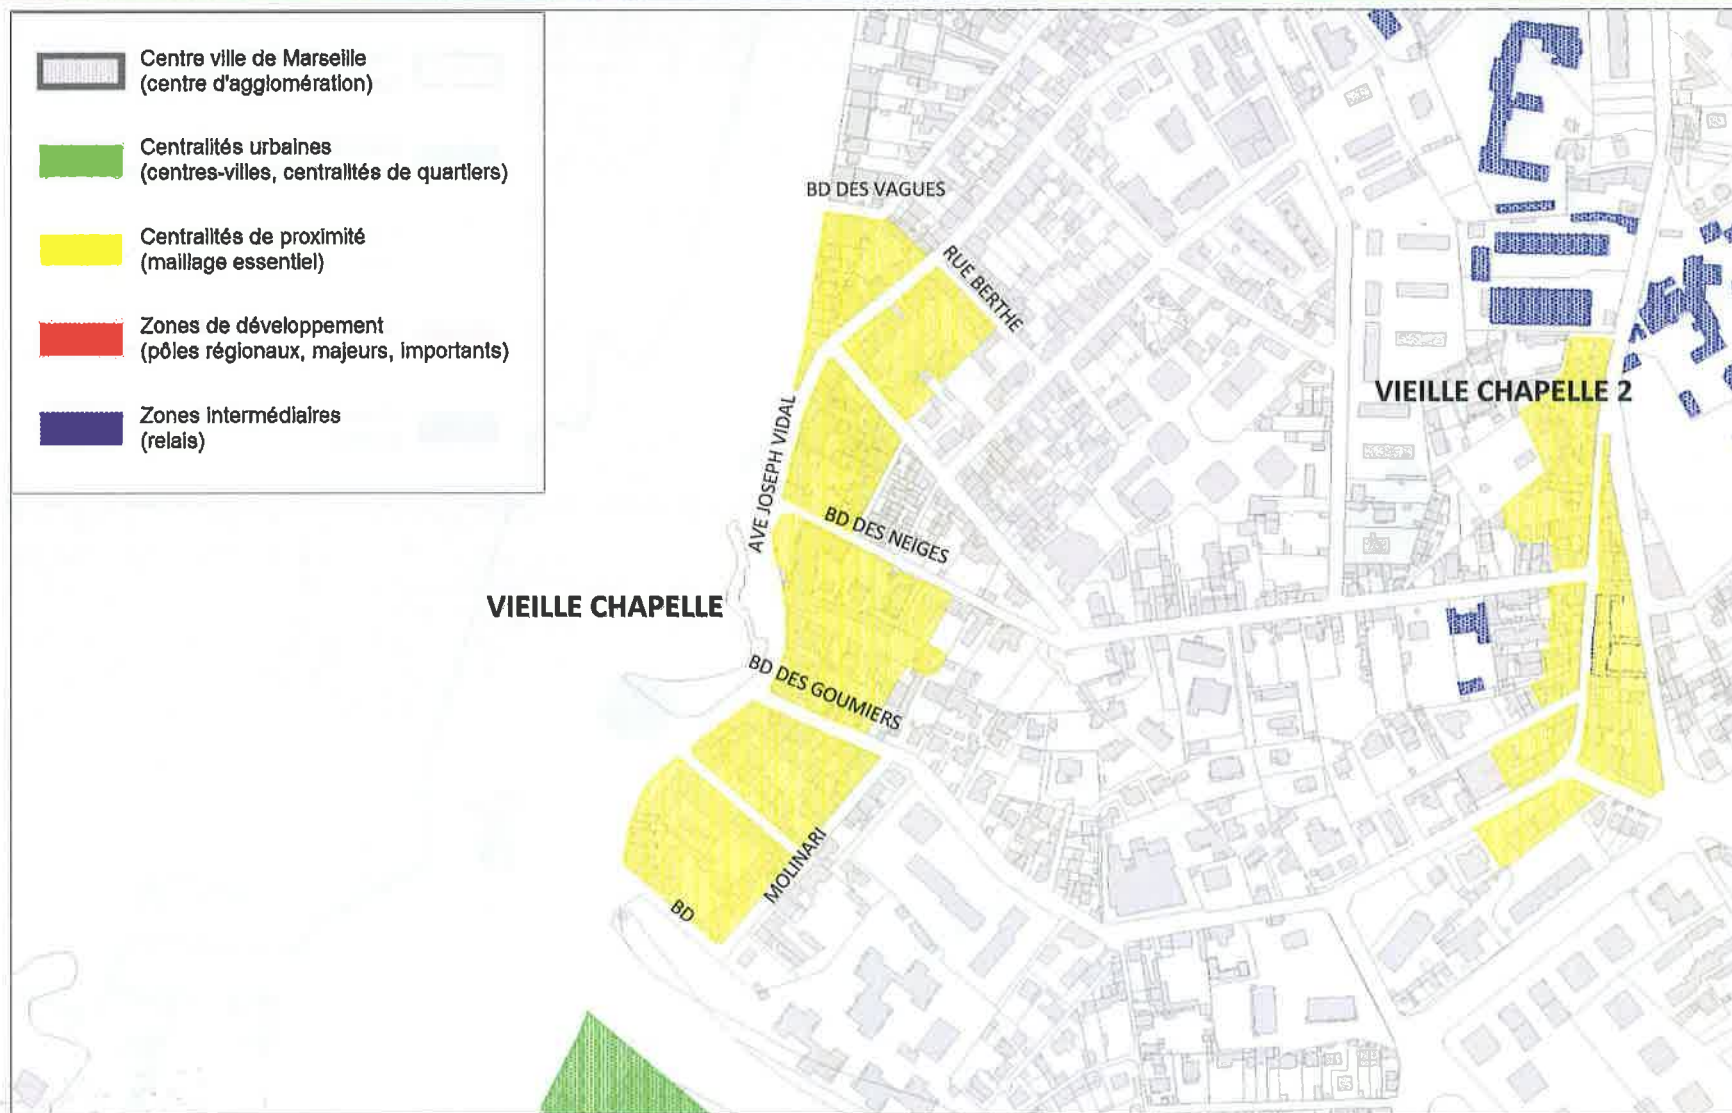 Centre ville de Marseille
(centre d'agglomération)
Centralités urbaines
(centres-villes, centralités de quartiers)
Centralités de proximité
(maillage essentiel)
Zones de développement
(pôles régionaux, majeurs, importants)
Zones intermédiaires
(relais)
BD DES VAGUES
RUE BERTHE
VIEILLE CHAPELLE 2
AVE JOSEPH VIDAL
BD DES NEIGES
VIEILLE CHAPELLE
BD DES GOUMIERS
MOLINARI
BD